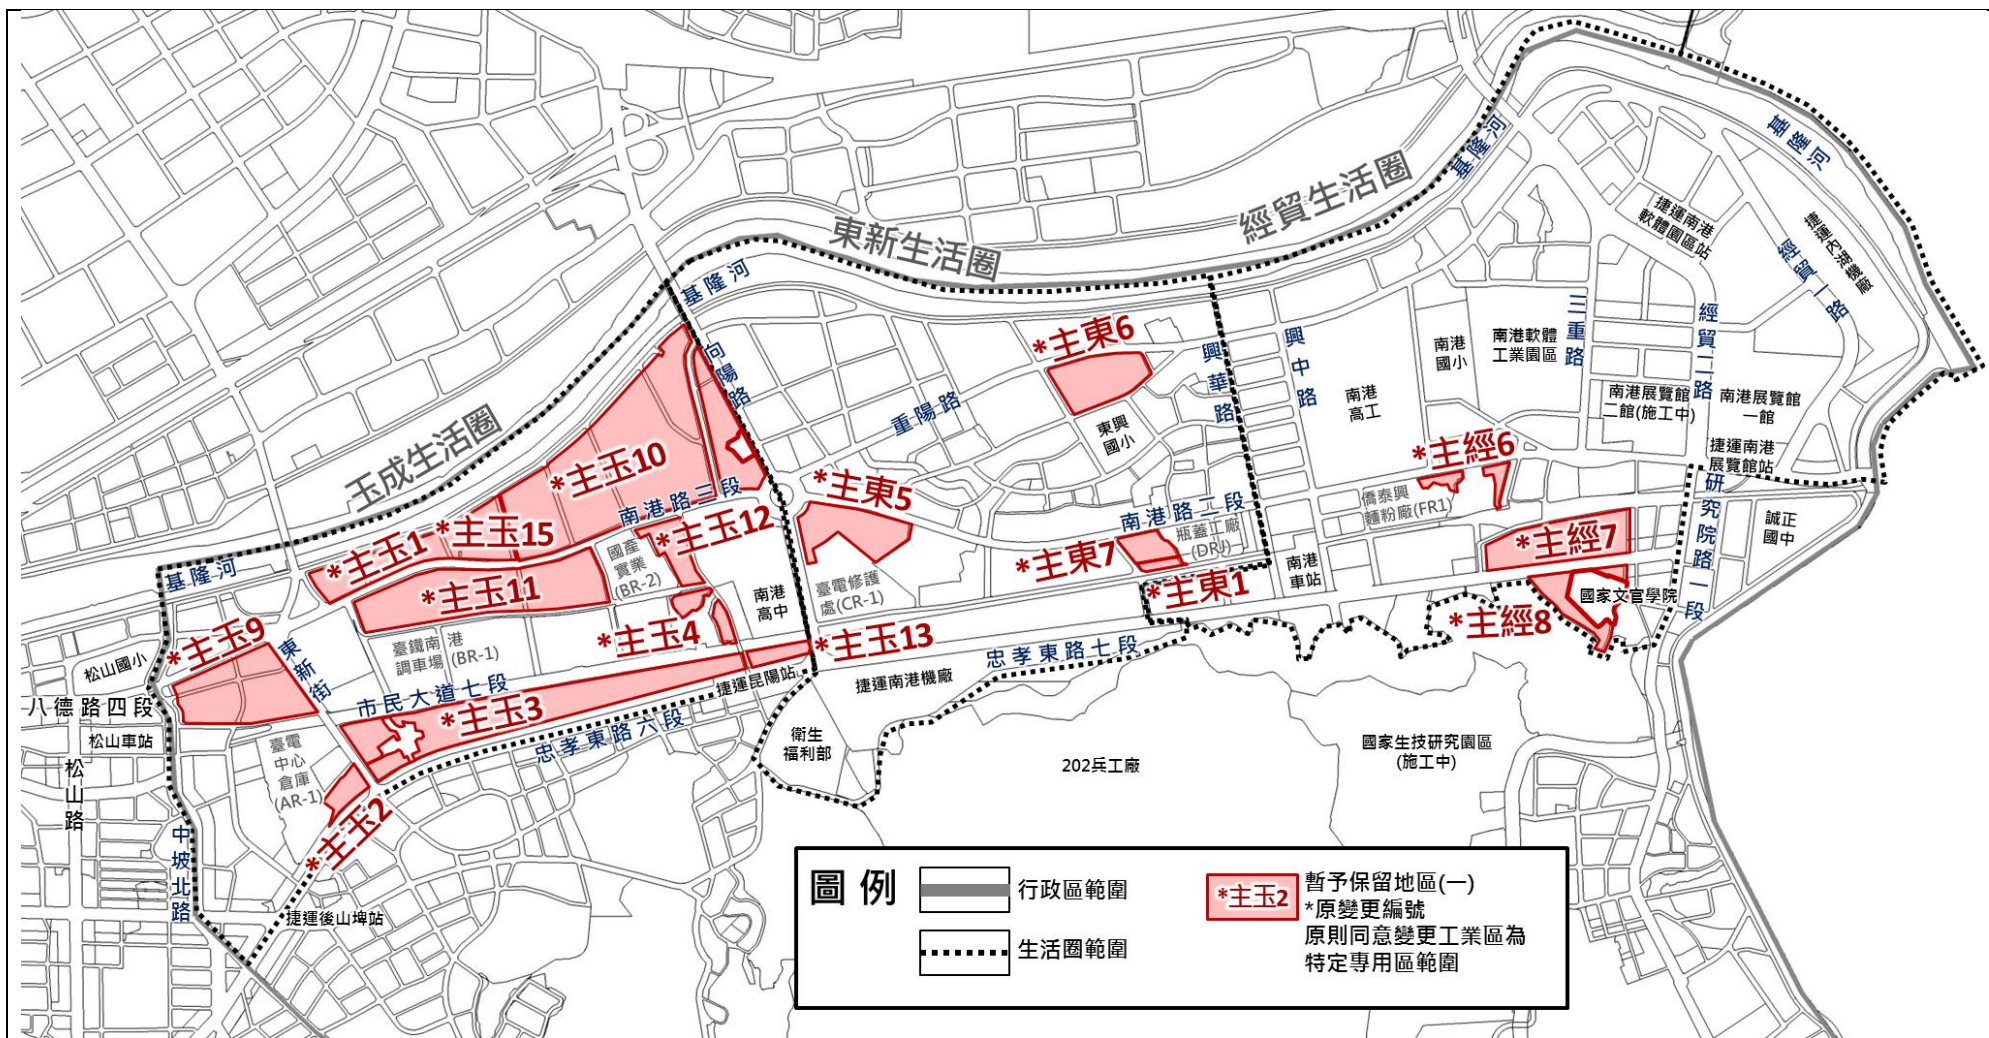 基隆河
基隆河
捷運南港
軟體園區站
捷運內湖機廠
經貿一路
經貿生活圈
東新生活圈
基隆河
向陽路
*主東6
興華路
興中路
南港
國小
南港軟體
工業園區
三重路
經貿二路
南港展覽館
二館(施工中)
南港展覽館
一館
南港
高工
重陽路
東興
國小
玉成生活圈
*主玉10
*主經6
捷運南港
展覽館站
南港路三段
*主東5
南港路二段
僑泰興
麵粉廠(FR1)
研究院路一段
誠正
國中
*主玉1
*主玉15
*主玉12
國產
實業
(BR-2)
瓶蓋工廠
(DRJ)
*主東7
*主經7
基隆河
*主玉11
南港
高中
臺電修護
處(CR-1)
*主東1
南港
車站
國家文官學院
*主經8
*主玉4
*主玉13
*主玉9
東新街
臺鐵南港
調車場(BR-1)
松山國小
忠孝東路七段
捷運昆陽站
捷運南港機廠
八德路四段
市民大道七段
*主玉3
忠孝東路六段
松山車站
臺電
中心
倉庫
(AR-1)
衛生
福利部
202兵工廠
國家生技研究園區
(施工中)
松山路
*主玉2
中坡北路
捷運後山埤站
圖例
行政區範圍
生活圈範圍
*主玉2
暫予保留地區(一)
*原變更編號
原則同意變更工業區為
特定專用區範圍